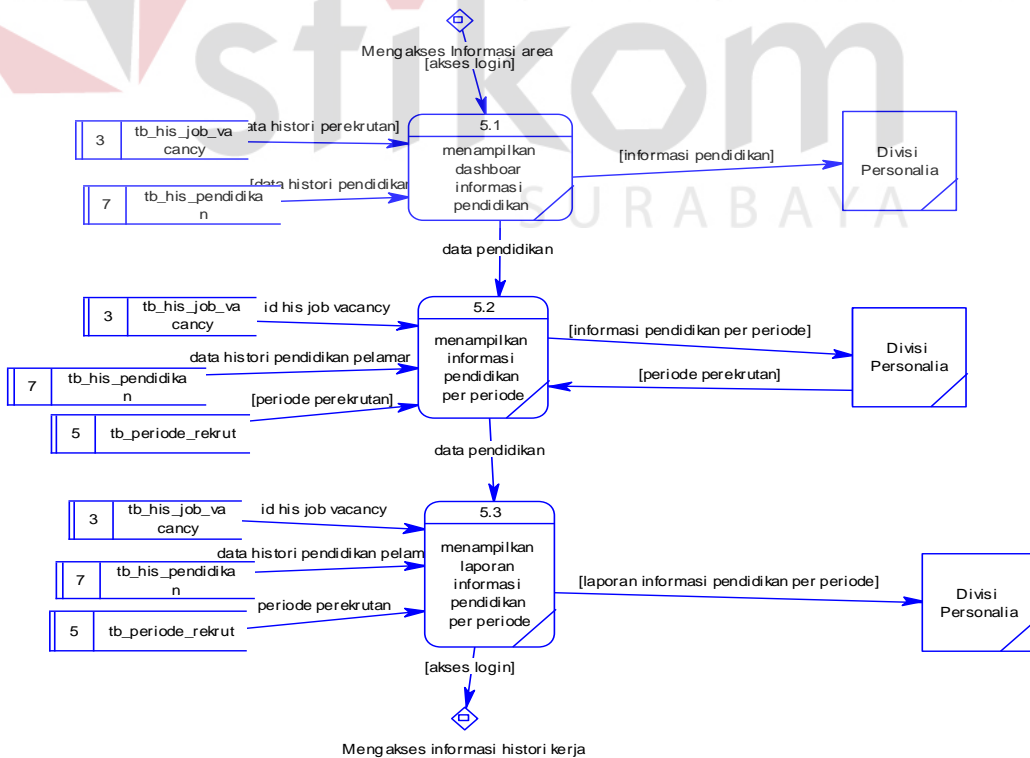 stikom
SURABAYA
Mengakses Informasi area
[akses login]
3
tb_his_job_va
cancy
ata histori perekrutan]
7
tb_his_pendidika
n
[data histori pendidikan
5.1
menampilkan
dashboar
informasi
pendidikan
[informasi pendidikan]
Divisi
Personalia
data pendidikan
3
tb_his_job_va
cancy
id his job vacancy
7
tb_his_pendidika
n
data histori pendidikan pelamar
5
tb_periode_rekrut
[periode perekrutan]
5.2
menampilkan
informasi
pendidikan
per periode
[informasi pendidikan per periode]
[periode perekrutan]
Divisi
Personalia
data pendidikan
3
tb_his_job_va
cancy
id his job vacancy
7
tb_his_pendidika
n
data histori pendidikan pelam
5
tb_periode_rekrut
periode perekrutan
5.3
menampilkan
laporan
informasi
pendidikan
per periode
[laporan informasi pendidikan per periode]
Divisi
Personalia
[akses login]
Mengakses informasi histori kerja